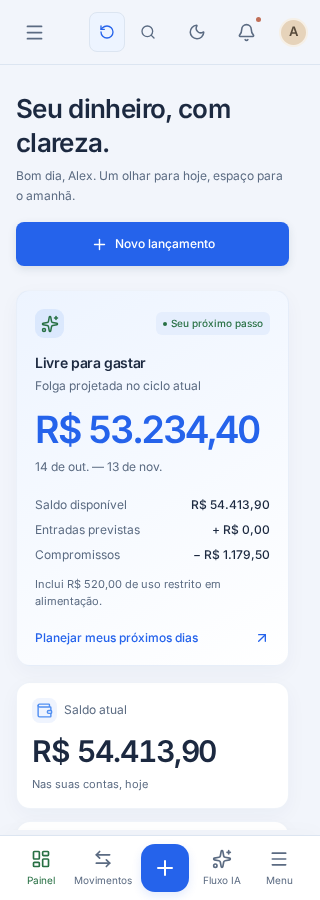 A
Seu dinheiro, com
clareza.
Bom dia, Alex. Um olhar para hoje, espaço para
o amanhã.
Novo lançamento
Seu próximo passo
Livre para gastar
Folga projetada no ciclo atual
R$ 53.234,40
14 de out. — 13 de nov.
Saldo disponível R$ 54.413,90
Entradas previstas + R$ 0,00
Compromissos – R$ 1.179,50
Inclui R$ 520,00 de uso restrito em
alimentação.
Planejar meus próximos dias
Saldo atual
R$ 54.413,90
Nas suas contas, hoje
Painel Movimentos Fluxo IA Menu